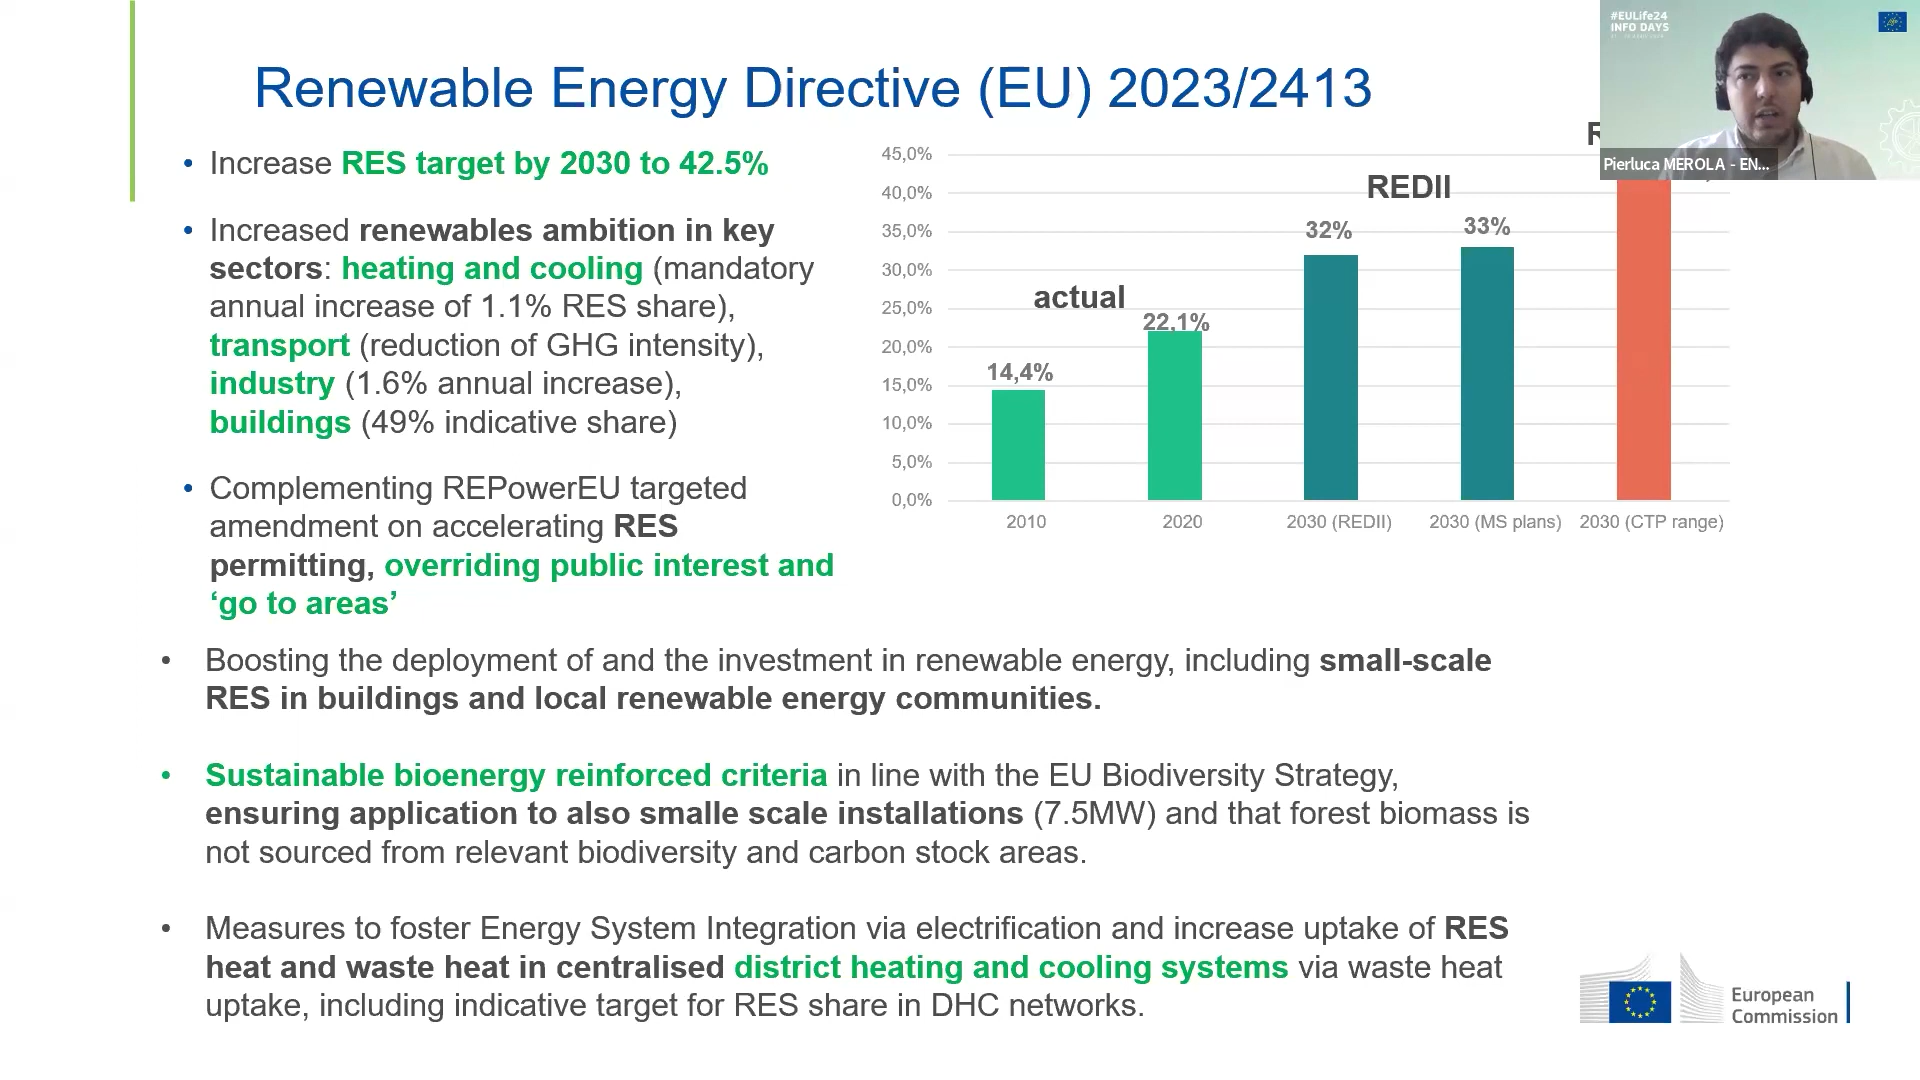 Renewable Energy Directive (EU) 2023/2413
#EULife24
INFO DAYS
Pierluca MEROLA - EN...
• Increase RES target by 2030 to 42.5%
• Increased renewables ambition in key
sectors: heating and cooling (mandatory
annual increase of 1.1% RES share),
transport (reduction of GHG intensity),
industry (1.6% annual increase),
buildings (49% indicative share)
• Complementing REPowerEU targeted
amendment on accelerating RES
permitting, overriding public interest and
‘go to areas’
45,0%
40,0%
35,0%
30,0%
25,0%
20,0%
15,0%
10,0%
5,0%
0,0%
actual
REDII
14,4%
22,1%
32%
33%
2010
2020
2030 (REDII)
2030 (MS plans)
2030 (CTP range)
• Boosting the deployment of and the investment in renewable energy, including small-scale
RES in buildings and local renewable energy communities.
• Sustainable bioenergy reinforced criteria in line with the EU Biodiversity Strategy,
ensuring application to also smalle scale installations (7.5MW) and that forest biomass is
not sourced from relevant biodiversity and carbon stock areas.
• Measures to foster Energy System Integration via electrification and increase uptake of RES
heat and waste heat in centralised district heating and cooling systems via waste heat
uptake, including indicative target for RES share in DHC networks.
European
Commission